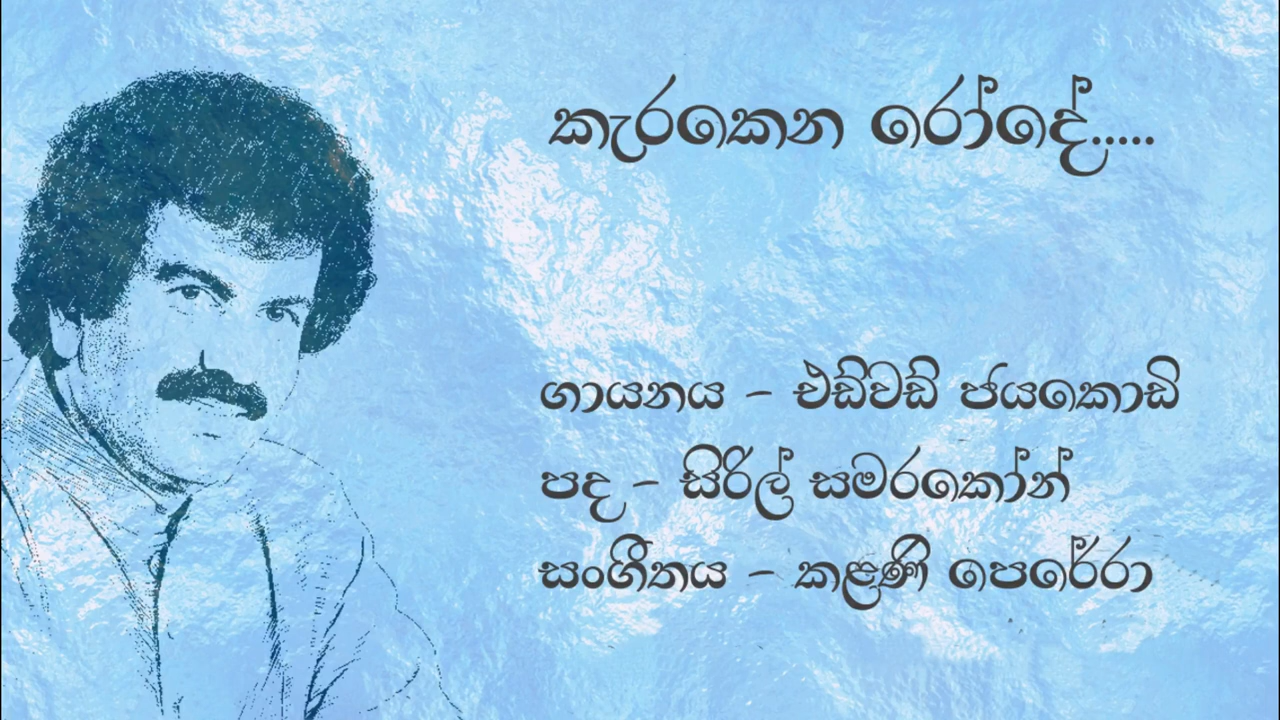 කැරකෙන රෝදේ.....
ගායනය - එඩ්වඩ් ජයකොඩි
පද - සිරිල් සමරකෝන්
සංගීතය - කළණි පෙරේරා